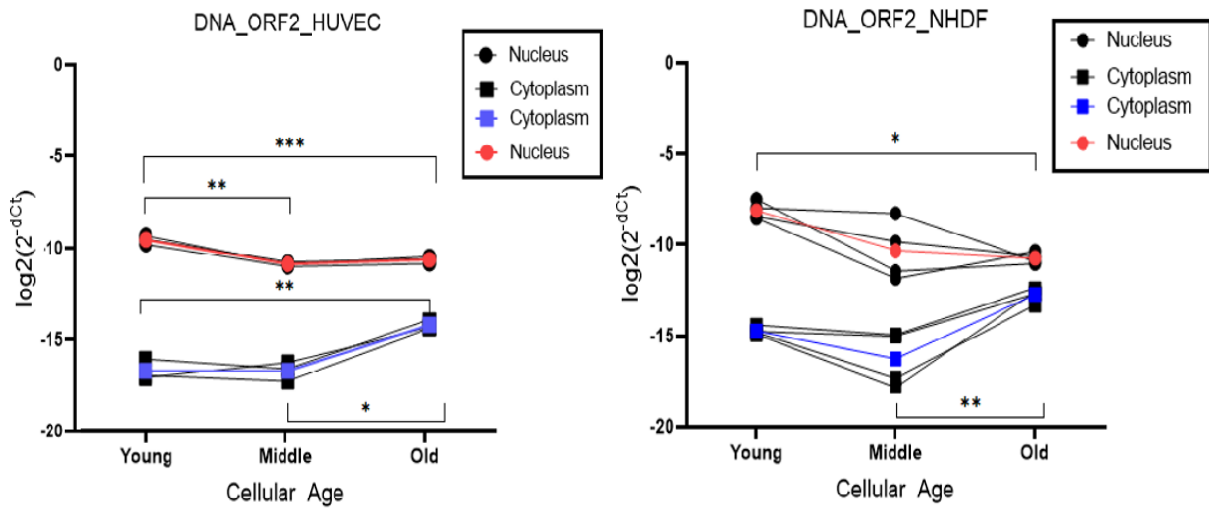 DNA_ORF2_HUVEC
Nucleus
Cytoplasm
Cytoplasm
Nucleus
0
-5
-10
-15
-20
log2(2^-dCt)
***
**
**
*
Young Middle Old
Cellular Age
DNA_ORF2_NHDF
Nucleus
Cytoplasm
Cytoplasm
Nucleus
0
-5
-10
-15
-20
log2(2^-dCt)
*
**
Young Middle Old
Cellular Age